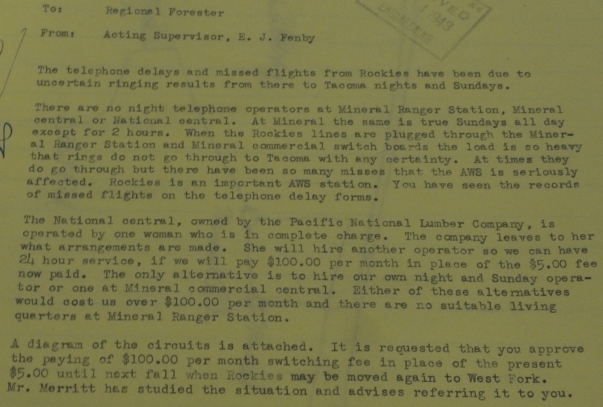 To: Regional Forester
From: Acting Supervisor, E. J. Fenby
The telephone delays and missed flights from Rockies have been due to
uncertain ringing results from there to Tacoma nights and Sundays.
There are no night telephone operators at Mineral Ranger Station, Mineral
central or National central. At Mineral the same is true Sundays all day
except for 2 hours. When the Rockies lines are plugged through the Miner-
al Ranger Station and Mineral commercial switch boards the load is so heavy
that rings do not go through to Tacoma with any certainty. At times they
do go through but there have been so many misses that the AWS is seriously
affected. Rockies is an important AWS station. You have seen the records
of missed flights on the telephone delay forms.
The National central, owned by the Pacific National Lumber Company, is
operated by one woman who is in complete charge. The company leaves to her
what arrangements are made. She will hire another operator so we can have
24 hour service, if we will pay $100.00 per month in place of the $5.00 fee
now paid. The only alternative is to hire our own night and Sunday opera-
tor or one at Mineral commercial central. Either of these alternatives
would cost us over $100.00 per month and there are no suitable living
quarters at Mineral Ranger Station.
A diagram of the circuits is attached. It is requested that you approve
the paying of $100.00 per month switching fee in place of the present
$5.00 until next fall when Rockies may be moved again to West Fork.
Mr. Merritt has studied the situation and advises referring it to you.
1943